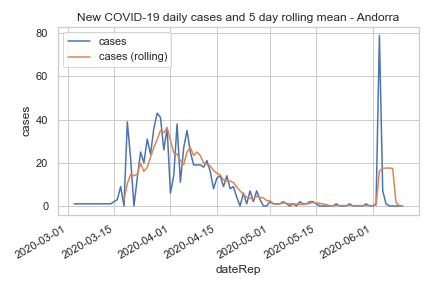 New COVID-19 daily cases and 5 day rolling mean - Andorra
cases
cases (rolling)
80
60
40
20
0
cases
2020-03-01
2020-03-15
2020-04-01
2020-04-15
2020-05-01
2020-05-15
2020-06-01
dateRep